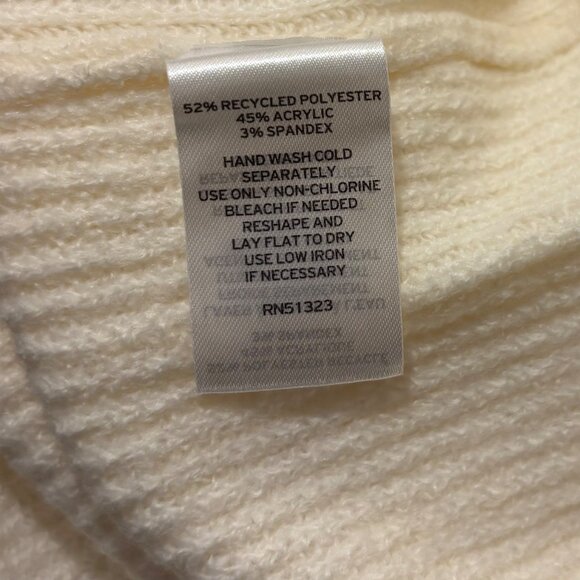 52% RECYCLED POLYESTER
45% ACRYLIC
3% SPANDEX
HAND WASH COLD
SEPARATELY
USE ONLY NON-CHLORINE
BLEACH IF NEEDED
RESHAPE AND
LAY FLAT TO DRY
USE LOW IRON
IF NECESSARY
RN51323